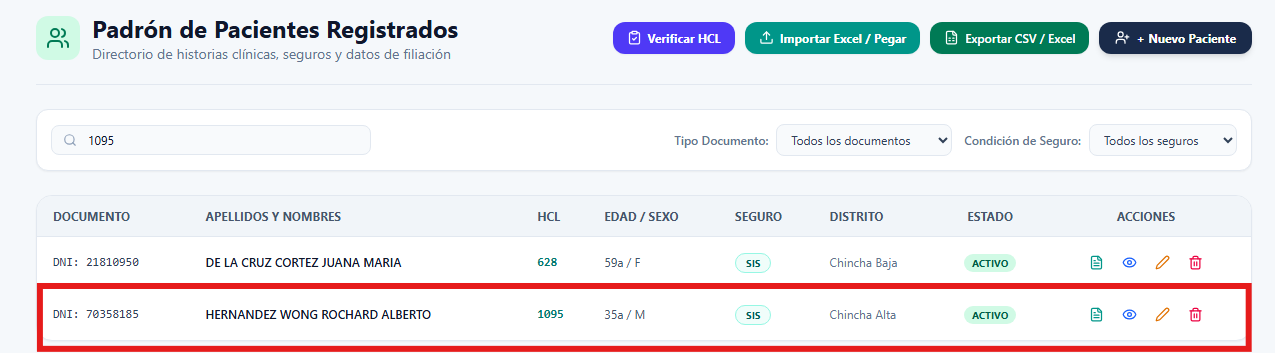 Padrón de Pacientes Registrados
Directorio de historias clínicas, seguros y datos de filiación
Verificar HCL
Importar Excel / Pegar
Exportar CSV / Excel
+ Nuevo Paciente
1095
Tipo Documento: Todos los documentos
Condición de Seguro: Todos los seguros
DOCUMENTO APELLIDOS Y NOMBRES HCL EDAD / SEXO SEGURO DISTRITO ESTADO ACCIONES
DNI: 21810950 DE LA CRUZ CORTEZ JUANA MARIA 628 59a / F SIS Chincha Baja ACTIVO
DNI: 70358185 HERNANDEZ WONG ROCHARD ALBERTO 1095 35a / M SIS Chincha Alta ACTIVO